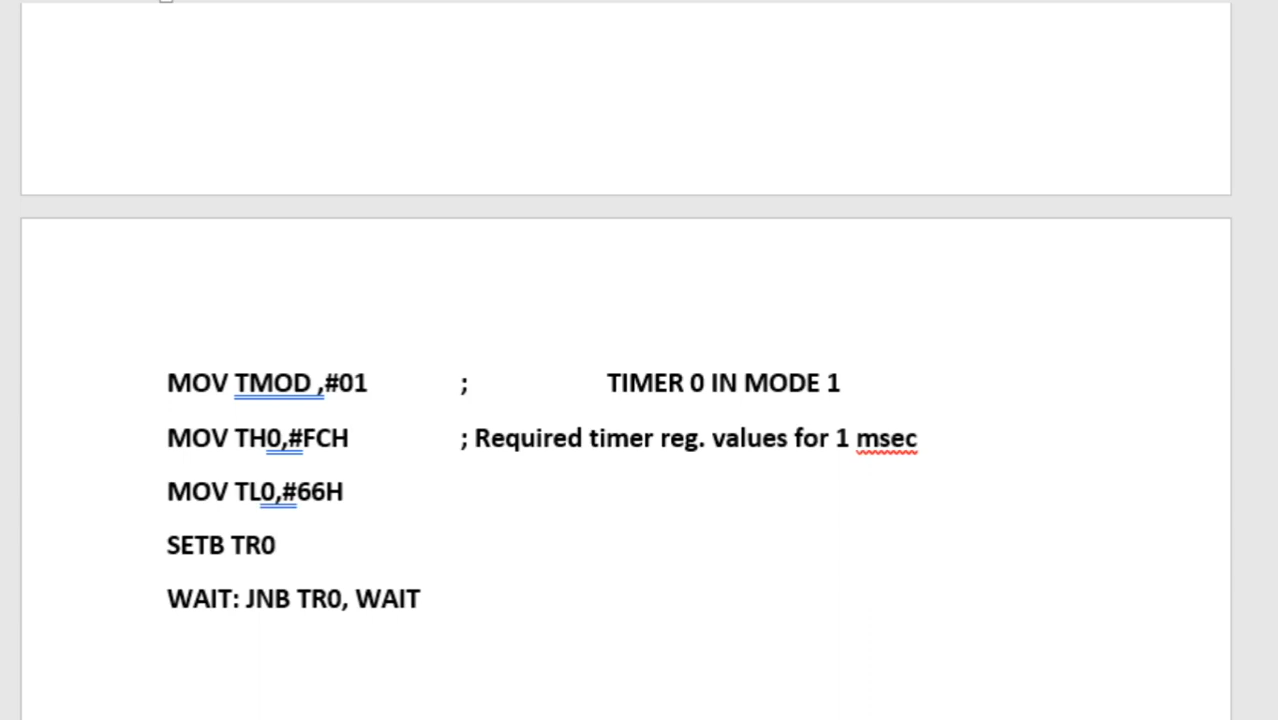 MOV TMOD ,#01 ; TIMER 0 IN MODE 1
MOV TH0,#FCH ; Required timer reg. values for 1 msec
MOV TL0,#66H
SETB TR0
WAIT: JNB TR0, WAIT